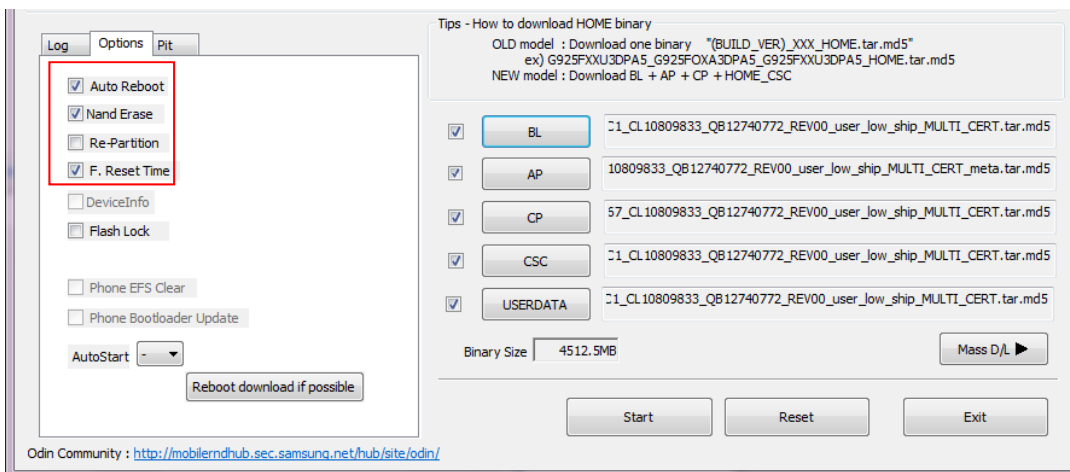 Log Options Pit
Auto Reboot
Nand Erase
Re-Partition
F. Reset Time
DeviceInfo
Flash Lock
Phone EFS Clear
Phone Bootloader Update
AutoStart -
Reboot download if possible
Tips - How to download HOME binary
OLD model : Download one binary "(BUILD_VER)_XXX_HOME.tar.md5"
ex) G925FXXU3DPA5_G925FOXA3DPA5_G925FXXU3DPA5_HOME.tar.md5
NEW model : Download BL + AP + CP + HOME_CSC
BL C1_CL10809833_QB12740772_REV00_user_low_ship_MULTI_CERT.tar.md5
AP 10809833_QB12740772_REV00_user_low_ship_MULTI_CERT_meta.tar.md5
CP 57_CL10809833_QB12740772_REV00_user_low_ship_MULTI_CERT.tar.md5
CSC C1_CL10809833_QB12740772_REV00_user_low_ship_MULTI_CERT.tar.md5
USERDATA C1_CL10809833_QB12740772_REV00_user_low_ship_MULTI_CERT.tar.md5
Binary Size 4512.5MB Mass D/L ▶
Start Reset Exit
Odin Community : http://mobilerndhub.sec.samsung.net/hub/site/odin/